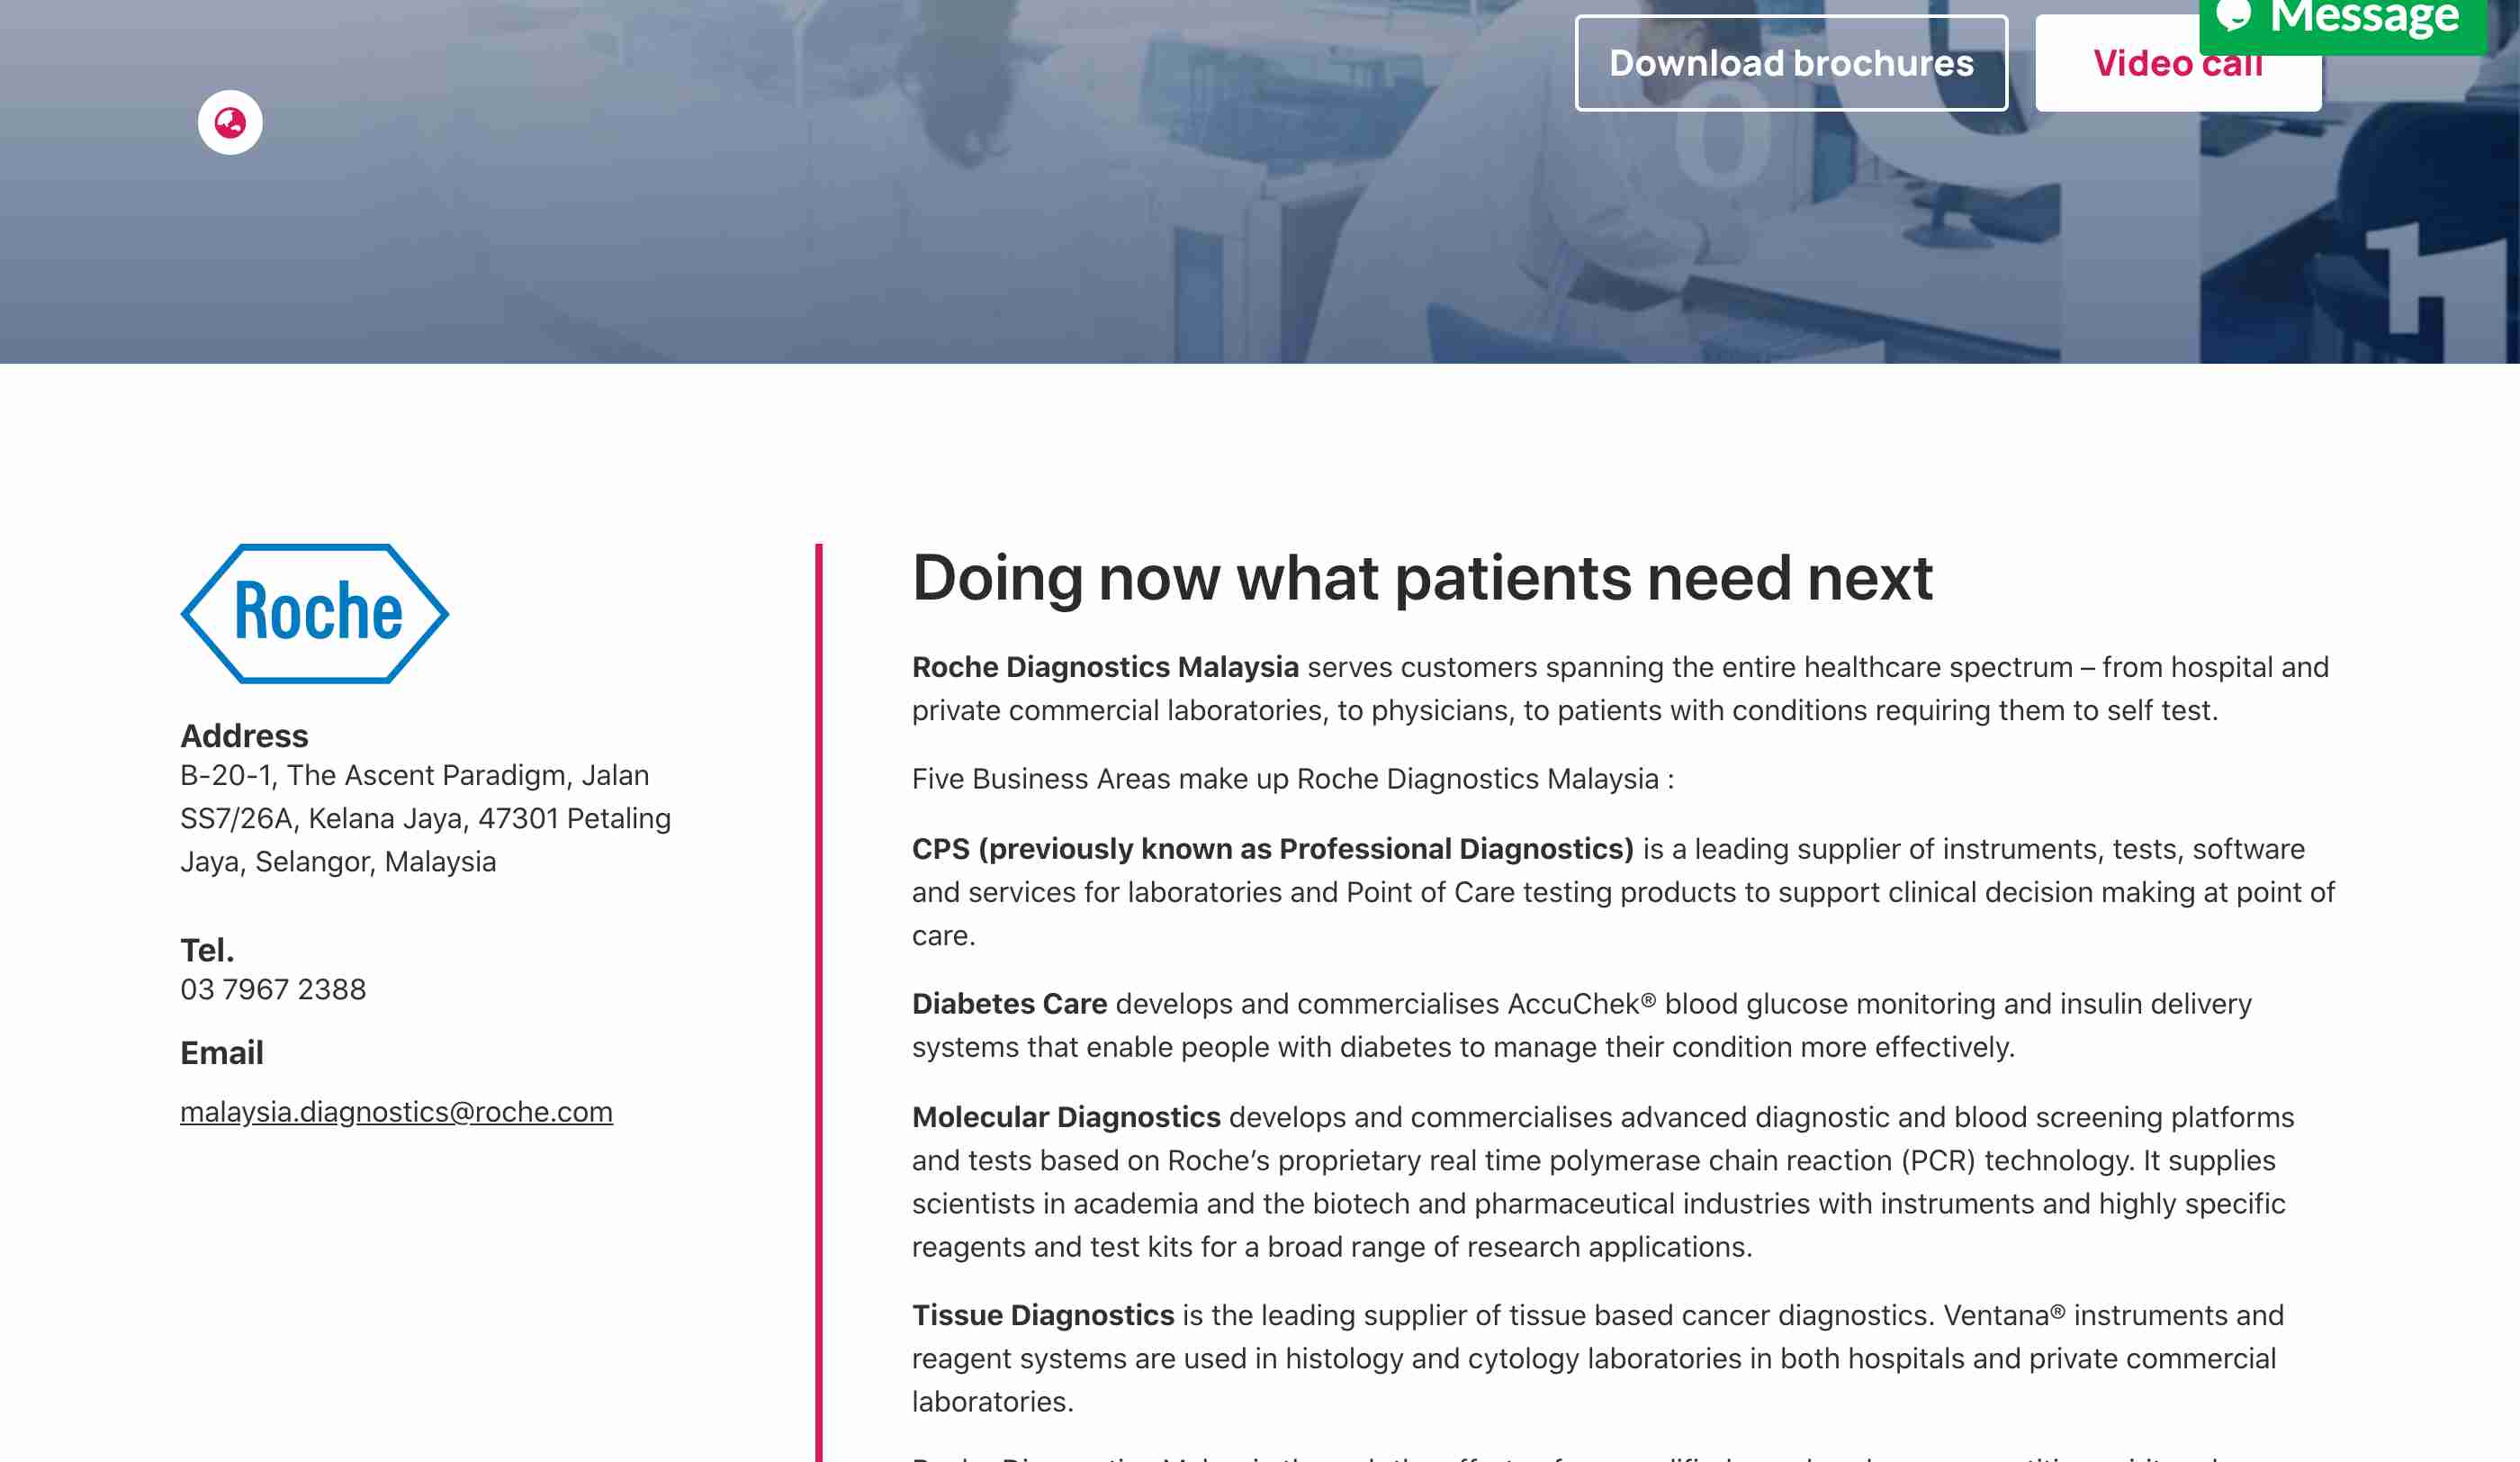 Message
Download brochures
Video call
Roche
Address
B-20-1, The Ascent Paradigm, Jalan
SS7/26A, Kelana Jaya, 47301 Petaling
Jaya, Selangor, Malaysia
Tel.
03 7967 2388
Email
malaysia.diagnostics@roche.com
Doing now what patients need next
Roche Diagnostics Malaysia serves customers spanning the entire healthcare spectrum – from hospital and
private commercial laboratories, to physicians, to patients with conditions requiring them to self test.
Five Business Areas make up Roche Diagnostics Malaysia :
CPS (previously known as Professional Diagnostics) is a leading supplier of instruments, tests, software
and services for laboratories and Point of Care testing products to support clinical decision making at point of
care.
Diabetes Care develops and commercialises AccuChek® blood glucose monitoring and insulin delivery
systems that enable people with diabetes to manage their condition more effectively.
Molecular Diagnostics develops and commercialises advanced diagnostic and blood screening platforms
and tests based on Roche’s proprietary real time polymerase chain reaction (PCR) technology. It supplies
scientists in academia and the biotech and pharmaceutical industries with instruments and highly specific
reagents and test kits for a broad range of research applications.
Tissue Diagnostics is the leading supplier of tissue based cancer diagnostics. Ventana® instruments and
reagent systems are used in histology and cytology laboratories in both hospitals and private commercial
laboratories.